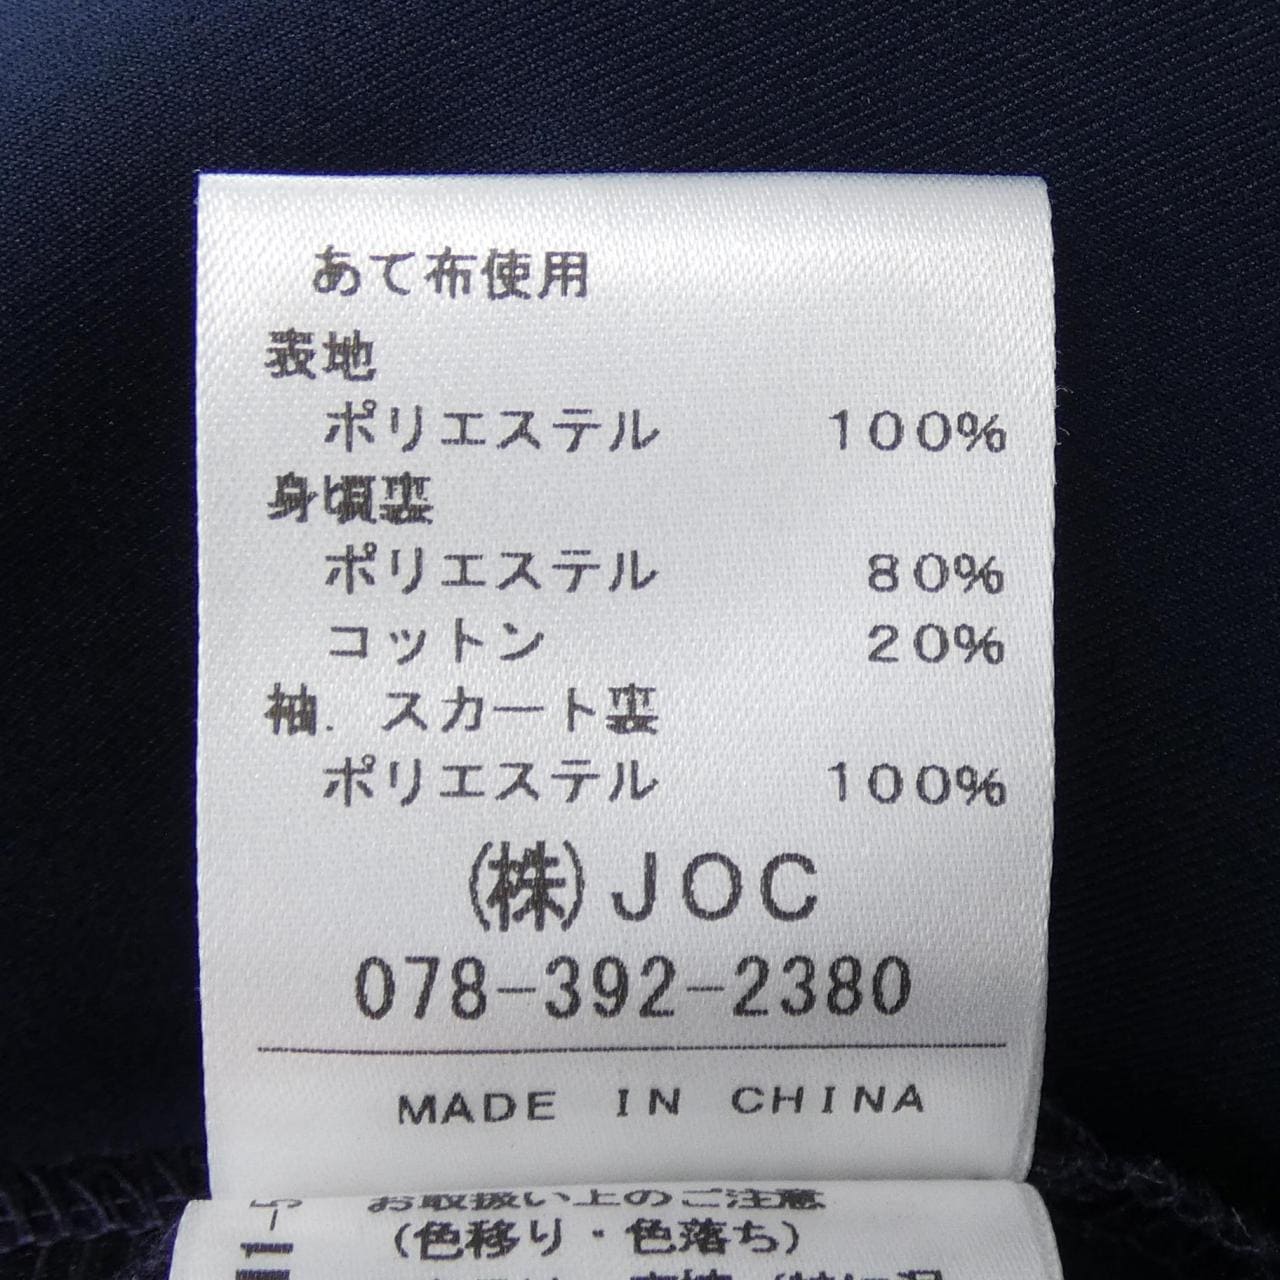 あて布使用
表地
ポリエステル 100%
身頃裏
ポリエステル 80%
コットン 20%
袖．スカート裏
ポリエステル 100%
(株)JOC
078-392-2380
MADE IN CHINA
お取扱い上のご注意
(色移り・色落ち)